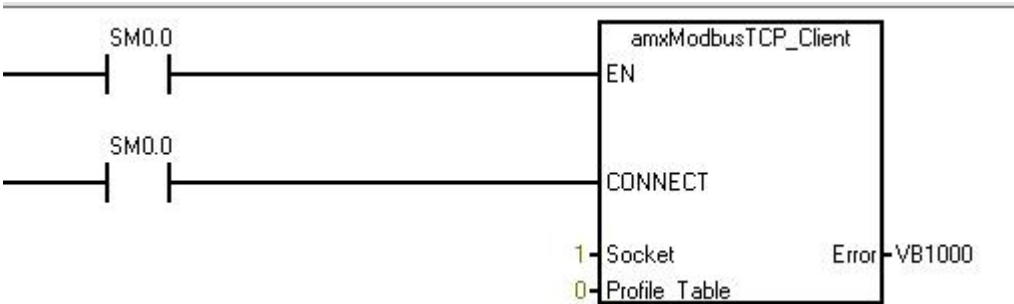 SM0.0
amxModbusTCP_Client
EN
SM0.0
CONNECT
1 Socket Error VB1000
0 Profile_Table